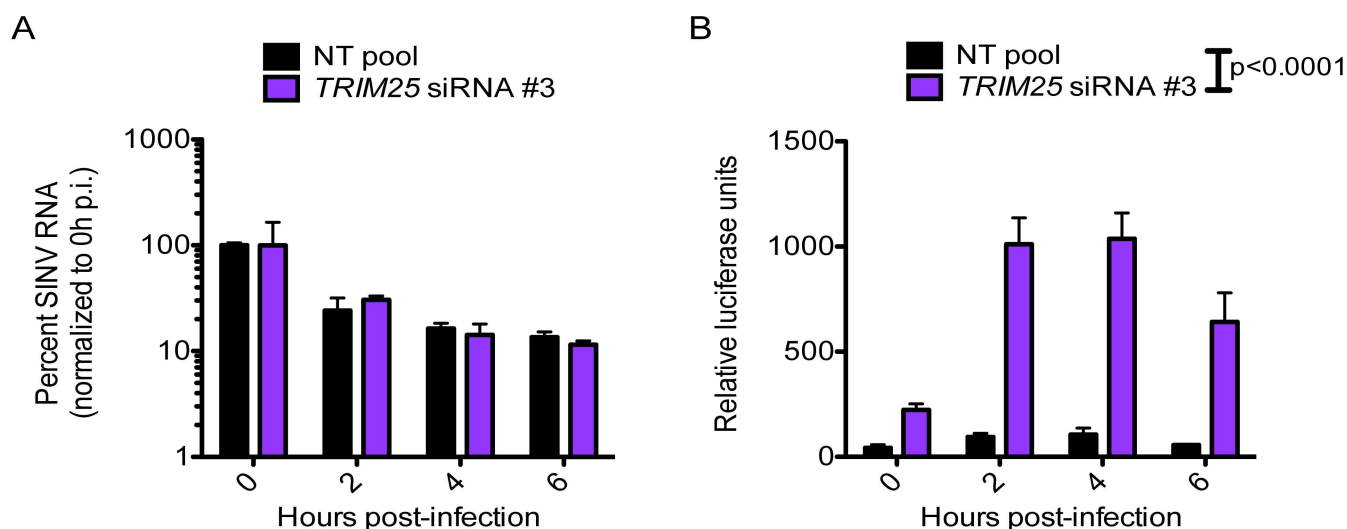 A
NT pool
TRIM25 siRNA #3
Percent SINV RNA
(normalized to 0h p.i.)
1000
100
10
1
0
2
4
6
Hours post-infection
B
NT pool
TRIM25 siRNA #3
p<0.0001
Relative luciferase units
1500
1000
500
0
0
2
4
6
Hours post-infection